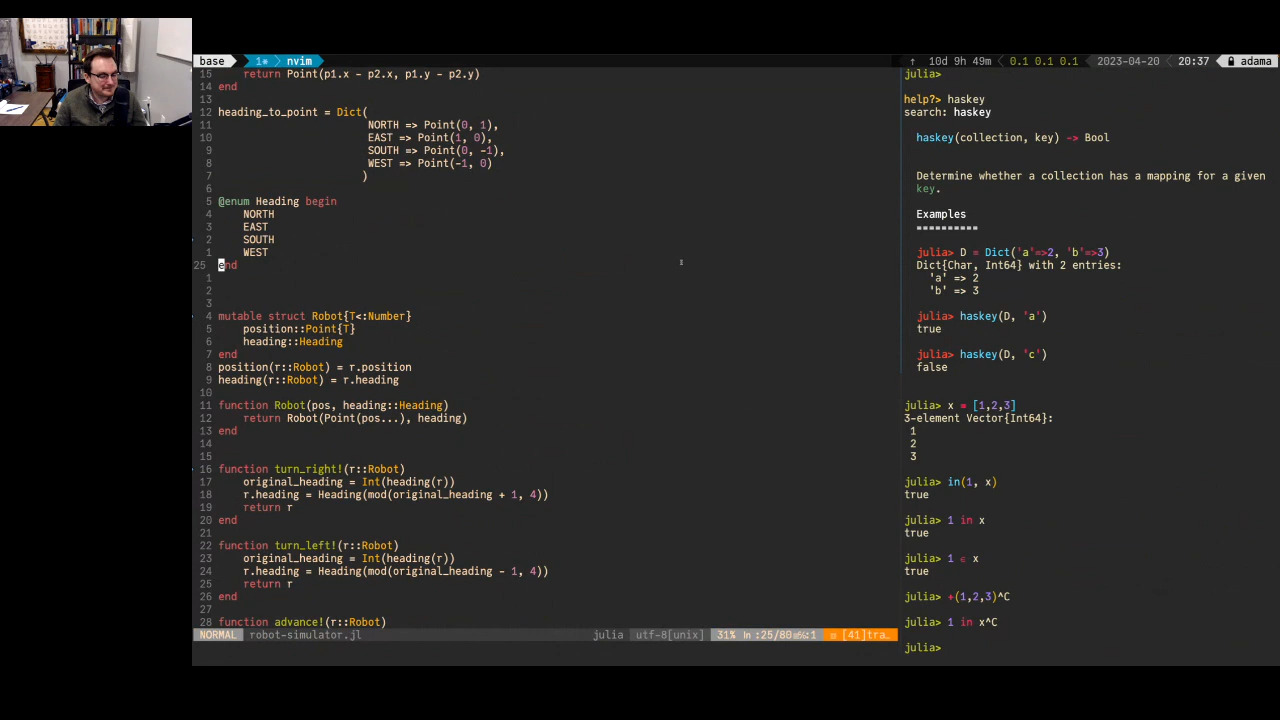 base 1* nvim ↑ 10d 9h 49m 0.1 0.1 0.1 2023-04-20 20:37 adama
15 return Point(p1.x - p2.x, p1.y - p2.y)
14 end
13
12 heading_to_point = Dict(
11 NORTH => Point(0, 1),
10 EAST => Point(1, 0),
9 SOUTH => Point(0, -1),
8 WEST => Point(-1, 0)
7 )
6
5 @enum Heading begin
4 NORTH
3 EAST
2 SOUTH
1 WEST
25 end
1
2
3
4 mutable struct Robot{T<:Number}
5 position::Point{T}
6 heading::Heading
7 end
8 position(r::Robot) = r.position
9 heading(r::Robot) = r.heading
10
11 function Robot(pos, heading::Heading)
12 return Robot(Point(pos...), heading)
13 end
14
15
16 function turn_right!(r::Robot)
17 original_heading = Int(heading(r))
18 r.heading = Heading(mod(original_heading + 1, 4))
19 return r
20 end
21
22 function turn_left!(r::Robot)
23 original_heading = Int(heading(r))
24 r.heading = Heading(mod(original_heading - 1, 4))
25 return r
26 end
27
28 function advance!(r::Robot)
NORMAL robot-simulator.jl julia utf-8[unix] 31% ln :25/80 :1 [41]tra…
julia>
help?> haskey
search: haskey
haskey(collection, key) -> Bool
Determine whether a collection has a mapping for a given
key.
Examples
==========
julia> D = Dict('a'=>2, 'b'=>3)
Dict{Char, Int64} with 2 entries:
'a' => 2
'b' => 3
julia> haskey(D, 'a')
true
julia> haskey(D, 'c')
false
julia> x = [1,2,3]
3-element Vector{Int64}:
1
2
3
julia> in(1, x)
true
julia> 1 in x
true
julia> 1 ∈ x
true
julia> +(1,2,3)^C
julia> 1 in x^C
julia>